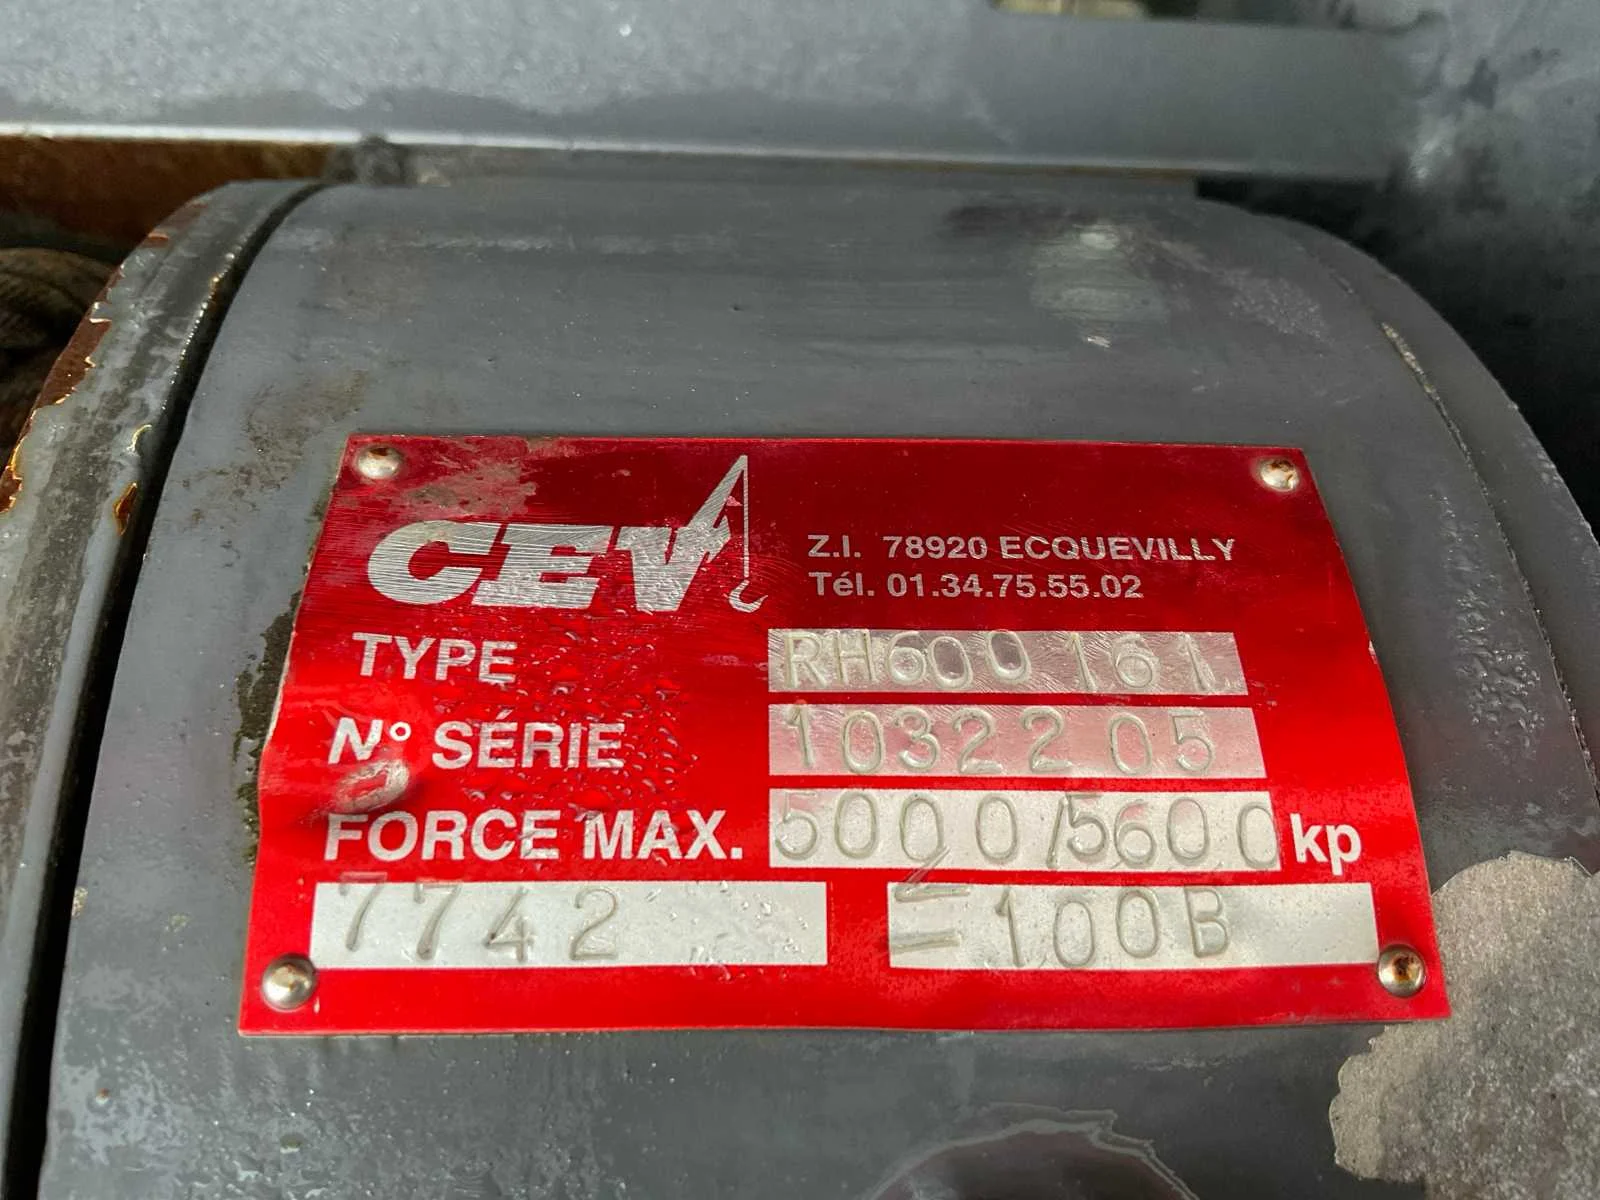 CEV
Z.I. 78920 ECQUEVILLY
Tél. 01.34.75.55.02
TYPE RH600 161
N° SÉRIE 1032205
FORCE MAX. 5000/5600 kp
7742 =100B